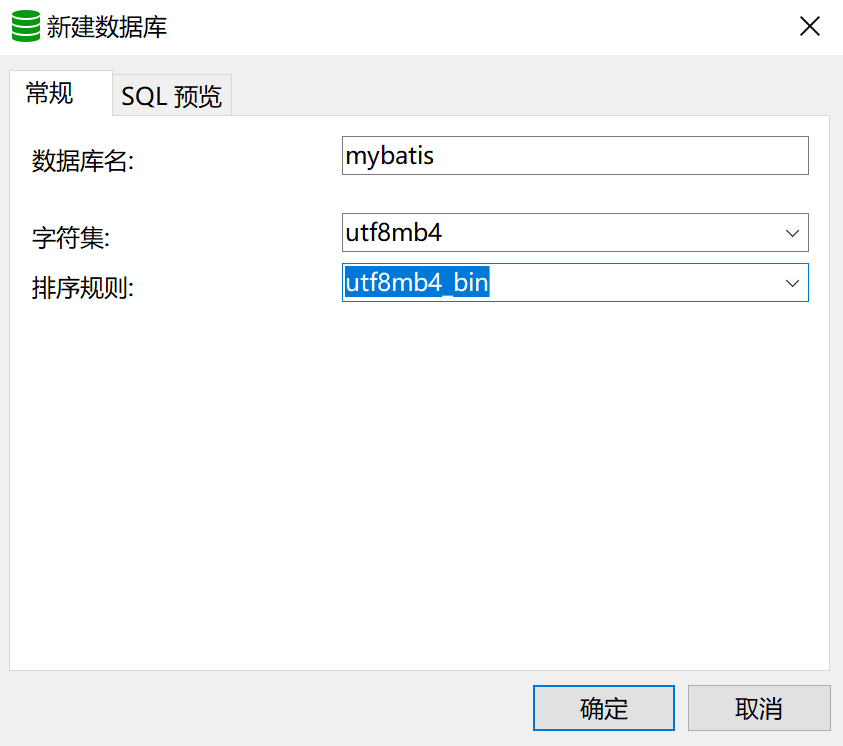 新建数据库
常规
SQL 预览
数据库名:
mybatis
字符集:
utf8mb4
排序规则:
utf8mb4_bin
确定
取消